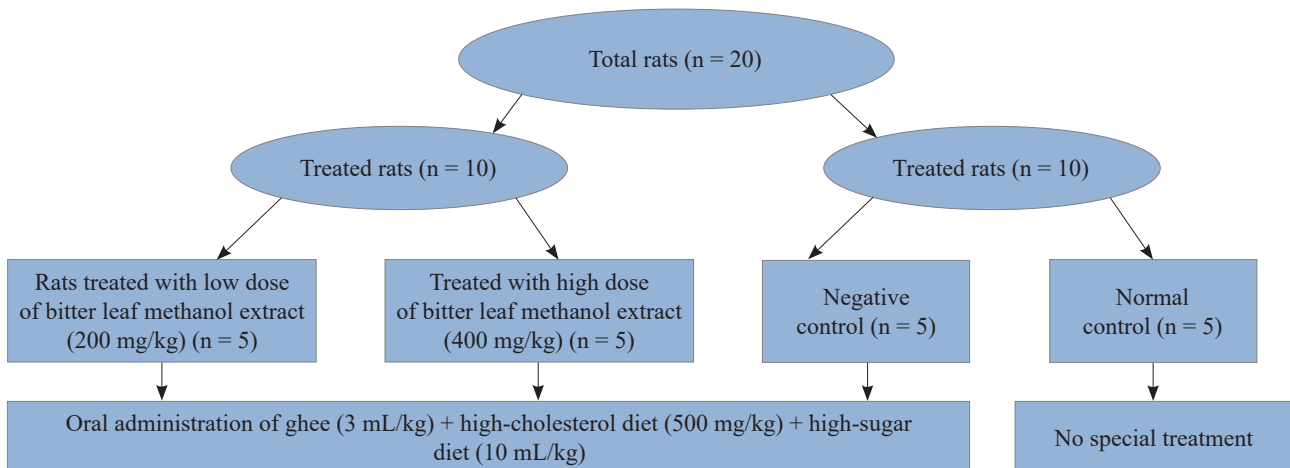 Total rats (n = 20)
Treated rats (n = 10)
Treated rats (n = 10)
Rats treated with low dose
of bitter leaf methanol extract
(200 mg/kg) (n = 5)
Treated with high dose
of bitter leaf methanol extract
(400 mg/kg) (n = 5)
Negative
control (n = 5)
Normal
control (n = 5)
Oral administration of ghee (3 mL/kg) + high-cholesterol diet (500 mg/kg) + high-sugar
diet (10 mL/kg)
No special treatment